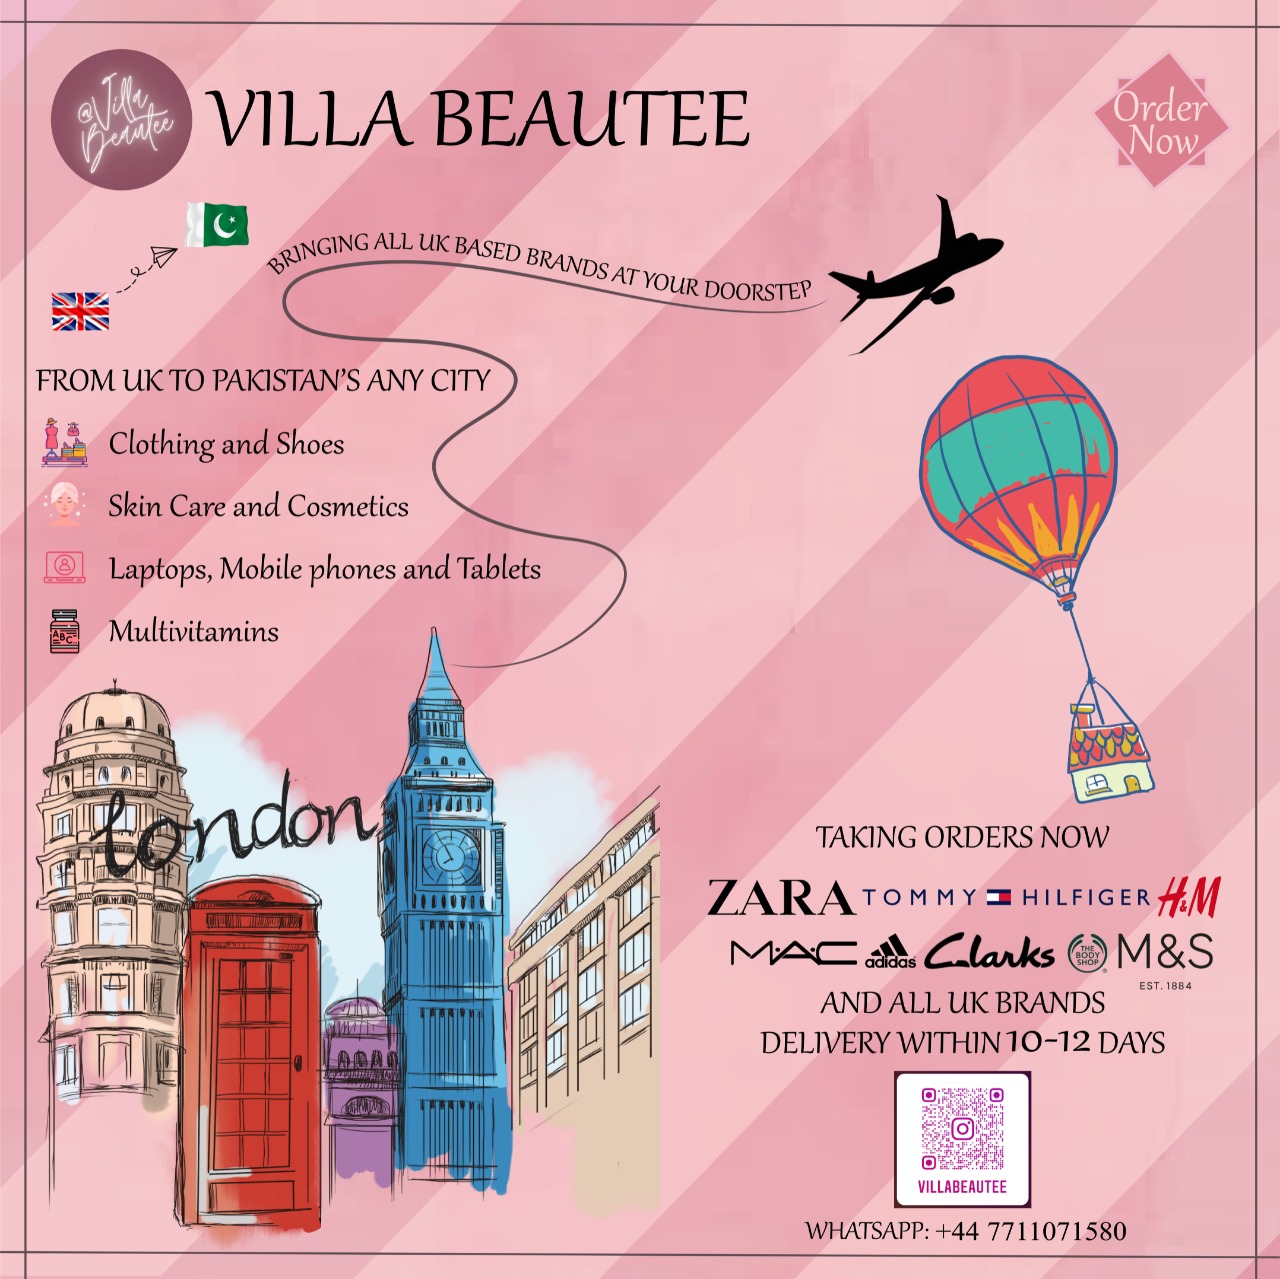 @Villa
Beautee
VILLA BEAUTEE
Order
Now
BRINGING ALL UK BASED BRANDS AT YOUR DOORSTEP
FROM UK TO PAKISTAN'S ANY CITY
Clothing and Shoes
Skin Care and Cosmetics
Laptops, Mobile phones and Tablets
ABC
Multivitamins
London
TAKING ORDERS NOW
ZARA TOMMY HILFIGER H&M
M·A·C adidas Clarks THE BODY SHOP® M&S
EST. 1884
AND ALL UK BRANDS
DELIVERY WITHIN 10-12 DAYS
VILLABEAUTEE
WHATSAPP: +44 7711071580